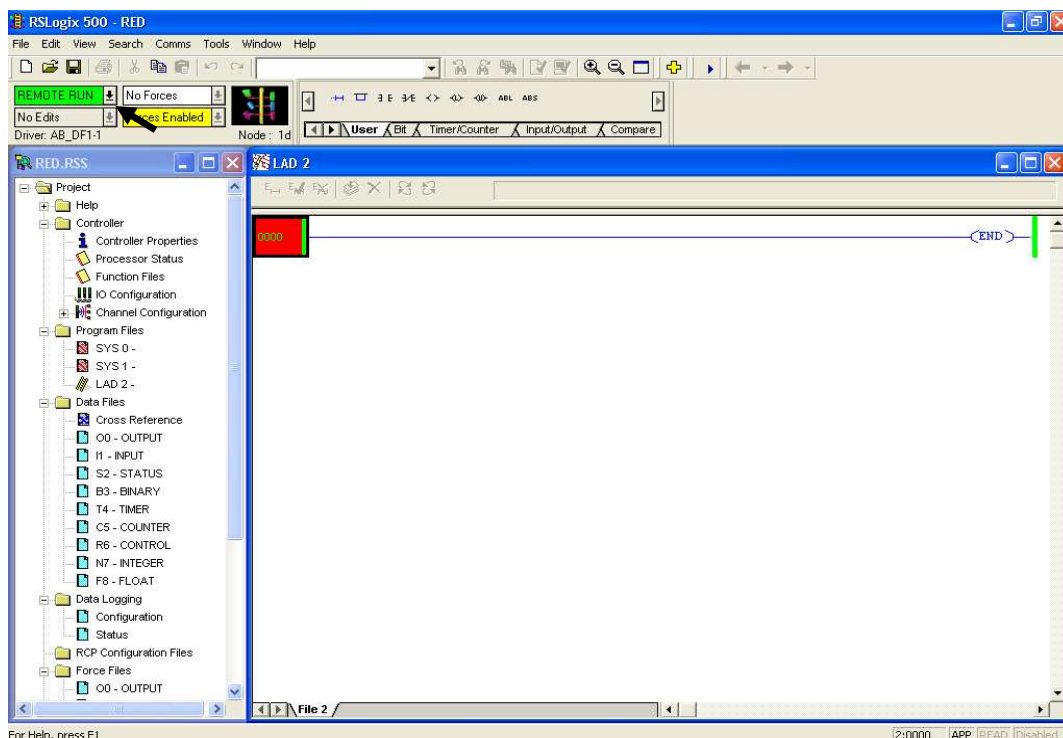 RSLogix 500 - RED
File Edit View Search Comms Tools Window Help
REMOTE RUN No Forces
No Edits Forces Enabled
Driver: AB_DF1-1 Node : 1d
ABL ABS
User Bit Timer/Counter Input/Output Compare
RED.RSS
Project
Help
Controller
Controller Properties
Processor Status
Function Files
IO Configuration
Channel Configuration
Program Files
SYS 0 -
SYS 1 -
LAD 2 -
Data Files
Cross Reference
O0 - OUTPUT
I1 - INPUT
S2 - STATUS
B3 - BINARY
T4 - TIMER
C5 - COUNTER
R6 - CONTROL
N7 - INTEGER
F8 - FLOAT
Data Logging
Configuration
Status
RCP Configuration Files
Force Files
O0 - OUTPUT
LAD 2
0000
END
File 2
For Help, press F1
2:0000 APP READ Disabled